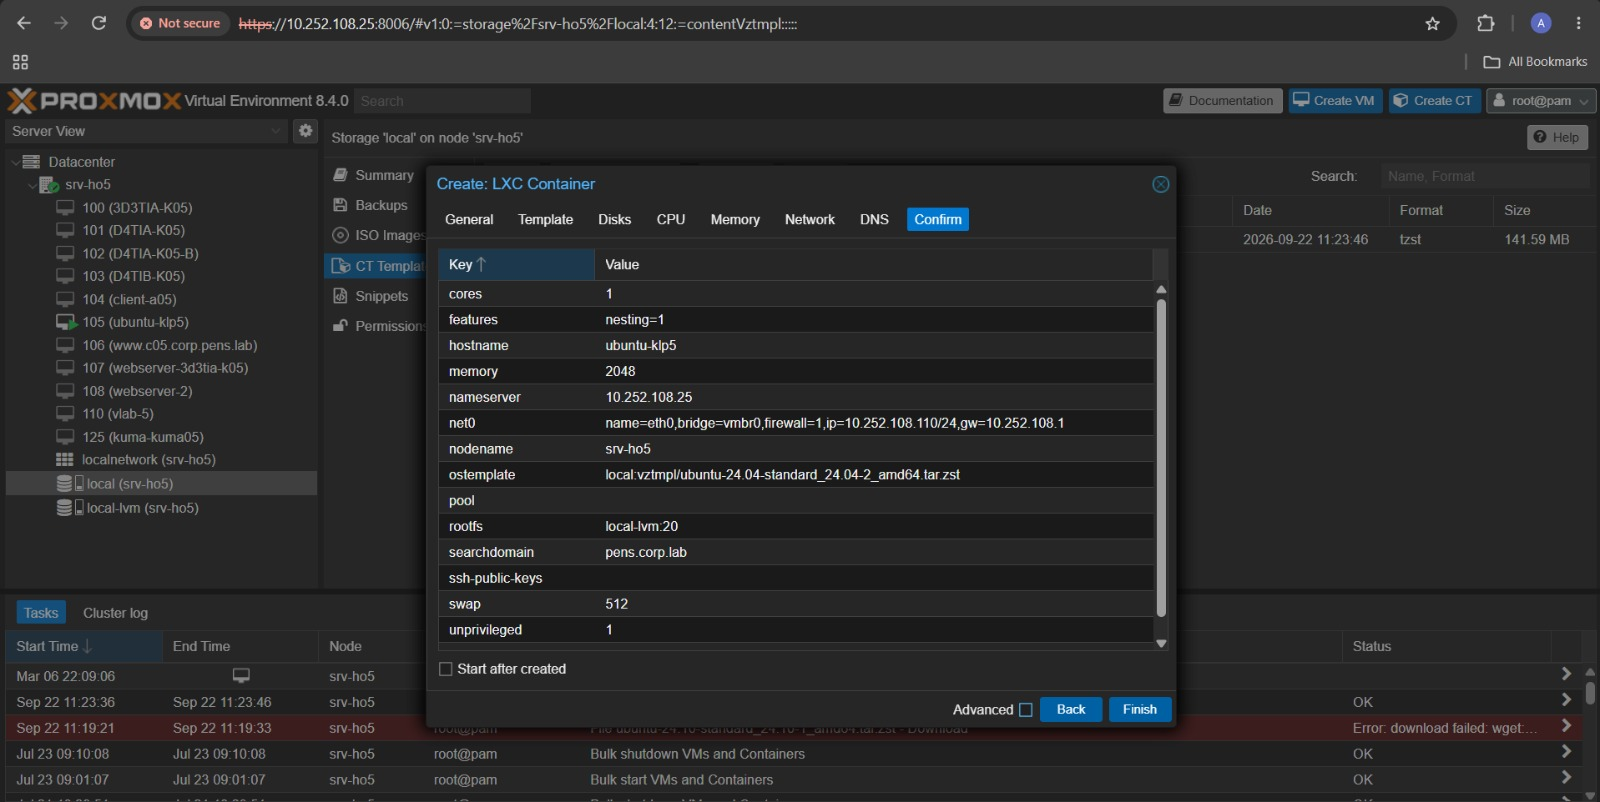 Not secure https://10.252.108.25:8006/#v1:0:=storage%2Fsrv-ho5%2Flocal:4:12:=contentVztmpl:::::
A
All Bookmarks
PROXMOX Virtual Environment 8.4.0 Search Documentation Create VM Create CT root@pam
Server View
Storage 'local' on node 'srv-ho5' Help
Datacenter
srv-ho5
100 (3D3TIA-K05)
101 (D4TIA-K05)
102 (D4TIA-K05-B)
103 (D4TIB-K05)
104 (client-a05)
105 (ubuntu-klp5)
106 (www.c05.corp.pens.lab)
107 (webserver-3d3tia-k05)
108 (webserver-2)
110 (vlab-5)
125 (kuma-kuma05)
localnetwork (srv-ho5)
local (srv-ho5)
local-lvm (srv-ho5)
Summary
Backups
ISO Images
CT Templat
Snippets
Permissions
Search: Name, Format
Date Format Size
2026-09-22 11:23:46 tzst 141.59 MB
Create: LXC Container
General Template Disks CPU Memory Network DNS Confirm
Key Value
cores 1
features nesting=1
hostname ubuntu-klp5
memory 2048
nameserver 10.252.108.25
net0 name=eth0,bridge=vmbr0,firewall=1,ip=10.252.108.110/24,gw=10.252.108.1
nodename srv-ho5
ostemplate local:vztmpl/ubuntu-24.04-standard_24.04-2_amd64.tar.zst
pool
rootfs local-lvm:20
searchdomain pens.corp.lab
ssh-public-keys
swap 512
unprivileged 1
Start after created
Advanced Back Finish
Tasks Cluster log
Start Time End Time Node Status
Mar 06 22:09:06 srv-ho5
Sep 22 11:23:36 Sep 22 11:23:46 srv-ho5 OK
Sep 22 11:19:21 Sep 22 11:19:33 srv-ho5 root@pam File ubuntu-24.10-standard_24.10-1_amd64.tar.zst - Download Error: download failed: wget:...
Jul 23 09:10:08 Jul 23 09:10:08 srv-ho5 root@pam Bulk shutdown VMs and Containers OK
Jul 23 09:01:07 Jul 23 09:01:07 srv-ho5 root@pam Bulk start VMs and Containers OK